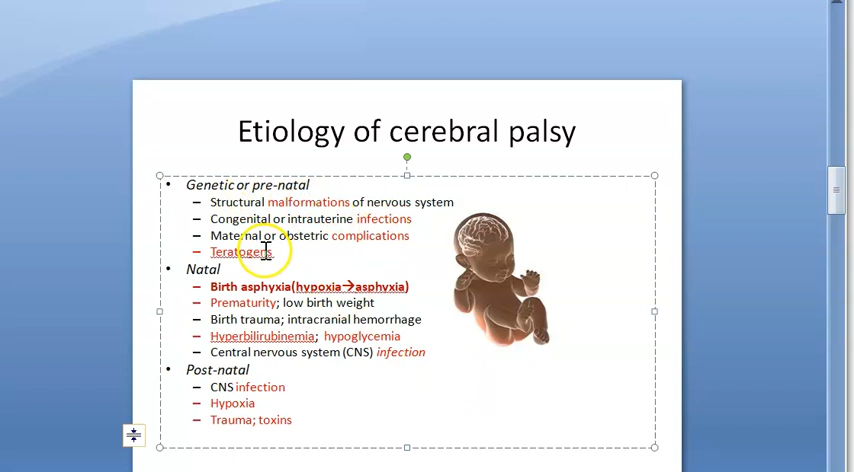 Etiology of cerebral palsy
• Genetic or pre-natal
– Structural malformations of nervous system
– Congenital or intrauterine infections
– Maternal or obstetric complications
– Teratogens
• Natal
– Birth asphyxia(hypoxia→asphyxia)
– Prematurity; low birth weight
– Birth trauma; intracranial hemorrhage
– Hyperbilirubinemia; hypoglycemia
– Central nervous system (CNS) infection
• Post-natal
– CNS infection
– Hypoxia
– Trauma; toxins